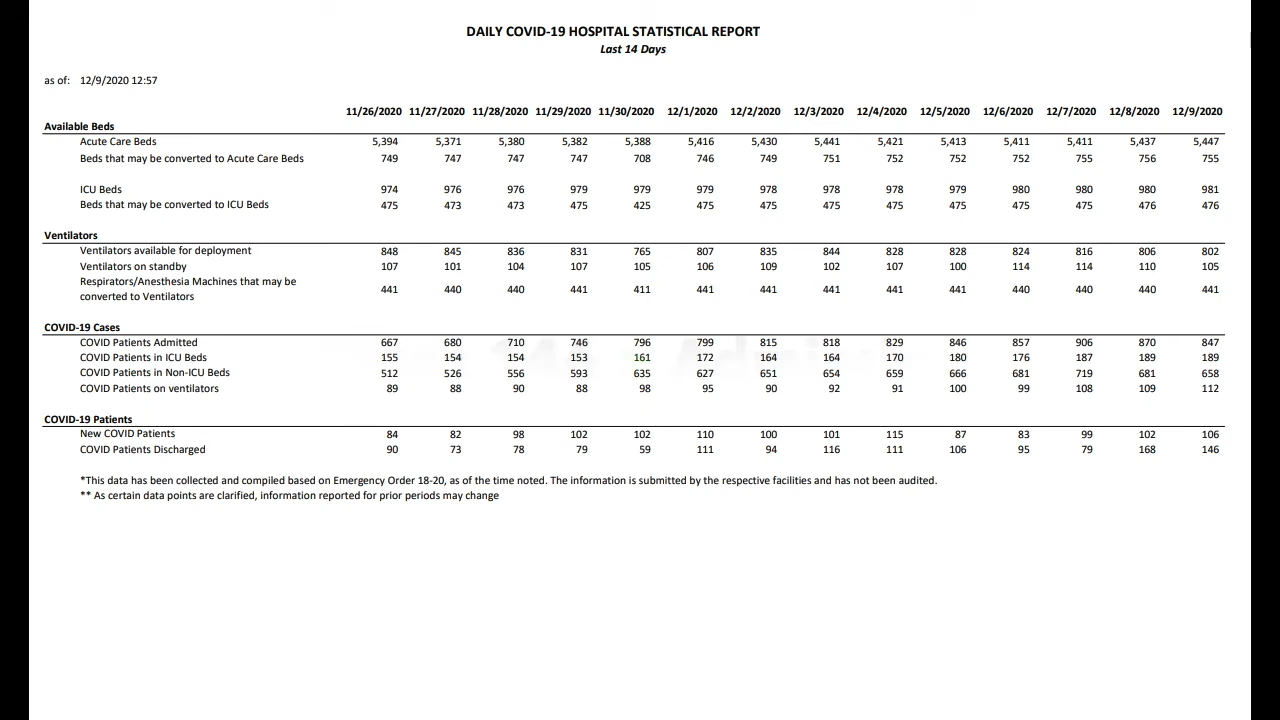 DAILY COVID-19 HOSPITAL STATISTICAL REPORT
Last 14 Days
as of: 12/9/2020 12:57
11/26/2020 11/27/2020 11/28/2020 11/29/2020 11/30/2020 12/1/2020 12/2/2020 12/3/2020 12/4/2020 12/5/2020 12/6/2020 12/7/2020 12/8/2020 12/9/2020
Available Beds
Acute Care Beds 5,394 5,371 5,380 5,382 5,388 5,416 5,430 5,441 5,421 5,413 5,411 5,411 5,437 5,447
Beds that may be converted to Acute Care Beds 749 747 747 747 708 746 749 751 752 752 752 755 756 755
ICU Beds 974 976 976 979 979 979 978 978 978 979 980 980 980 981
Beds that may be converted to ICU Beds 475 473 473 475 425 475 475 475 475 475 475 475 476 476
Ventilators
Ventilators available for deployment 848 845 836 831 765 807 835 844 828 828 824 816 806 802
Ventilators on standby 107 101 104 107 105 106 109 102 107 100 114 114 110 105
Respirators/Anesthesia Machines that may be
converted to Ventilators 441 440 440 441 411 441 441 441 441 441 440 440 440 441
COVID-19 Cases
COVID Patients Admitted 667 680 710 746 796 799 815 818 829 846 857 906 870 847
COVID Patients in ICU Beds 155 154 154 153 161 172 164 164 170 180 176 187 189 189
COVID Patients in Non-ICU Beds 512 526 556 593 635 627 651 654 659 666 681 719 681 658
COVID Patients on ventilators 89 88 90 88 98 95 90 92 91 100 99 108 109 112
COVID-19 Patients
New COVID Patients 84 82 98 102 102 110 100 101 115 87 83 99 102 106
COVID Patients Discharged 90 73 78 79 59 111 94 116 111 106 95 79 168 146
*This data has been collected and compiled based on Emergency Order 18-20, as of the time noted. The information is submitted by the respective facilities and has not been audited.
** As certain data points are clarified, information reported for prior periods may change